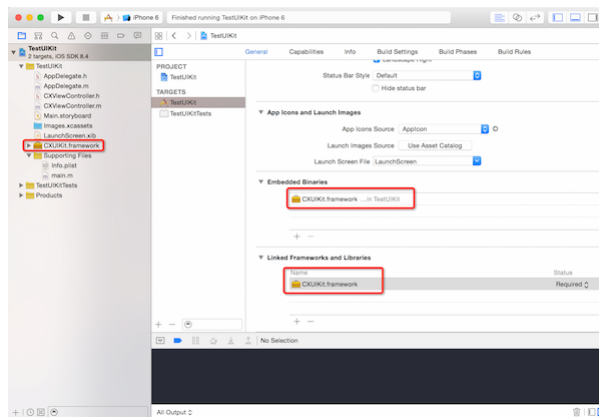 iPhone 6
Finished running TestUIKit on iPhone 6
TestUIKit
TestUIKit
2 targets, iOS SDK 8.4
TestUIKit
AppDelegate.h
AppDelegate.m
CXViewController.h
CXViewController.m
Main.storyboard
Images.xcassets
LaunchScreen.xib
CXUIKit.framework
Supporting Files
Info.plist
main.m
TestUIKitTests
Products
PROJECT
TestUIKit
TARGETS
TestUIKit
TestUIKitTests
General
Capabilities
Info
Build Settings
Build Phases
Build Rules
Landscape Right
Status Bar Style
Default
Hide status bar
App Icons and Launch Images
App Icons Source
AppIcon
Launch Images Source
Use Asset Catalog
Launch Screen File
LaunchScreen
Embedded Binaries
CXUIKit.framework ...in TestUIKit
Linked Frameworks and Libraries
Name
Status
CXUIKit.framework
Required
No Selection
All Output